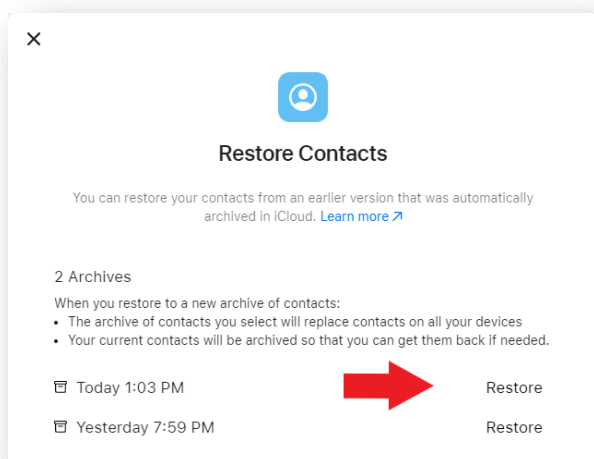 Restore Contacts
You can restore your contacts from an earlier version that was automatically
archived in iCloud. Learn more ↗
2 Archives
When you restore to a new archive of contacts:
• The archive of contacts you select will replace contacts on all your devices
• Your current contacts will be archived so that you can get them back if needed.
Today 1:03 PM Restore
Yesterday 7:59 PM Restore